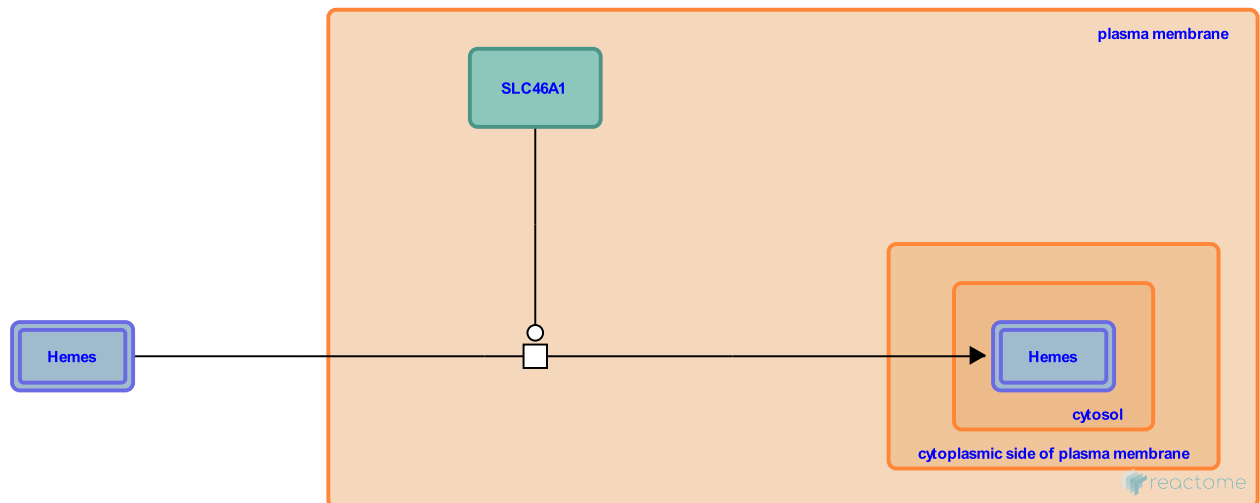 plasma membrane
SLC46A1
Hemes
Hemes
cytosol
cytoplasmic side of plasma membrane
reactome